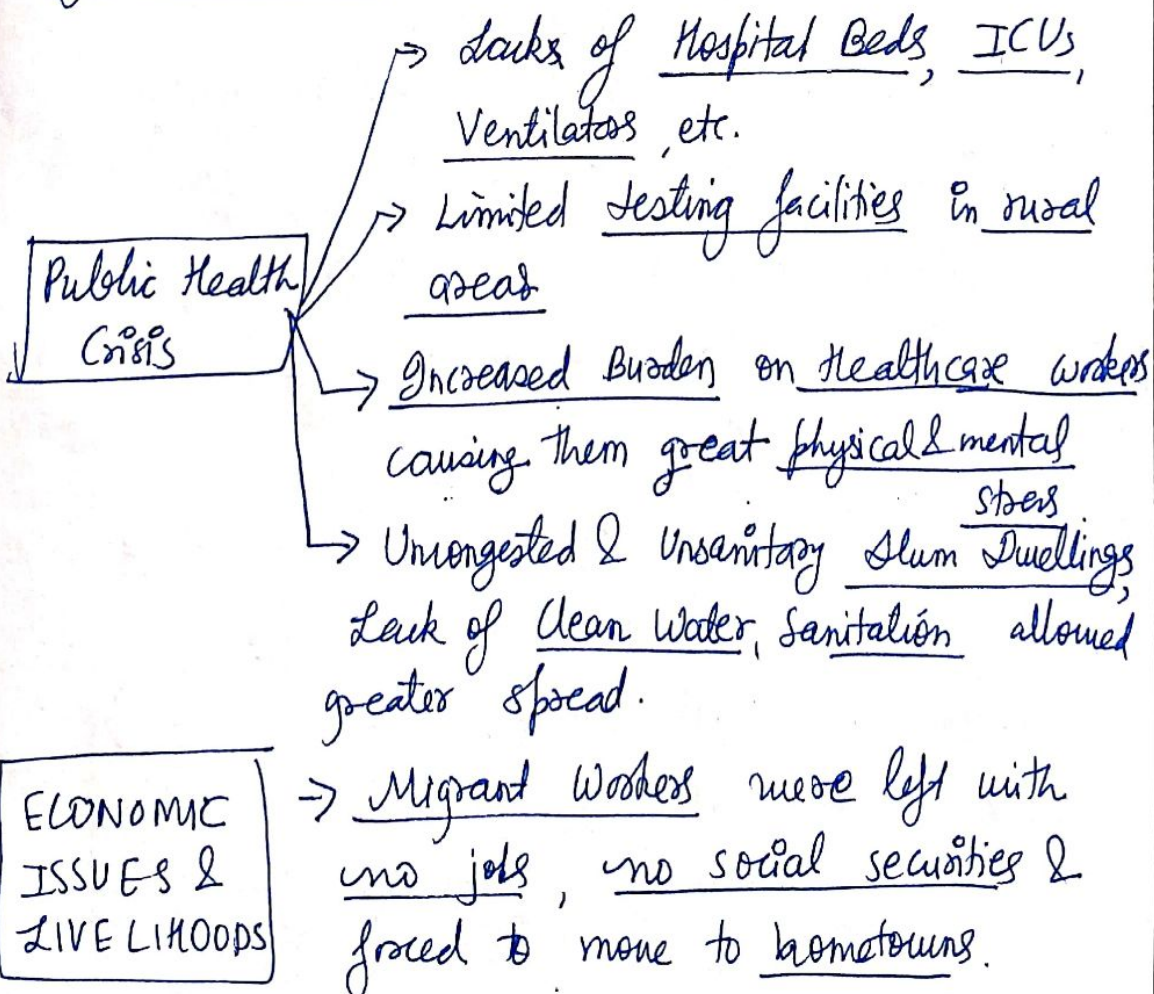 Lacks of Hospital Beds, ICUs,
Ventilators, etc.
Limited testing facilities in rural
areas
Public Health
Crisis
Increased Burden on Healthcare workers
causing them great physical & mental
stress
Uncongested & Unsanitary Slum Dwellings,
Lack of Clean Water, Sanitation allowed
greater spread.
ECONOMIC
ISSUES &
LIVELIHOODS
→ Migrant Workers were left with
no jobs, no social securities &
forced to move to hometowns.